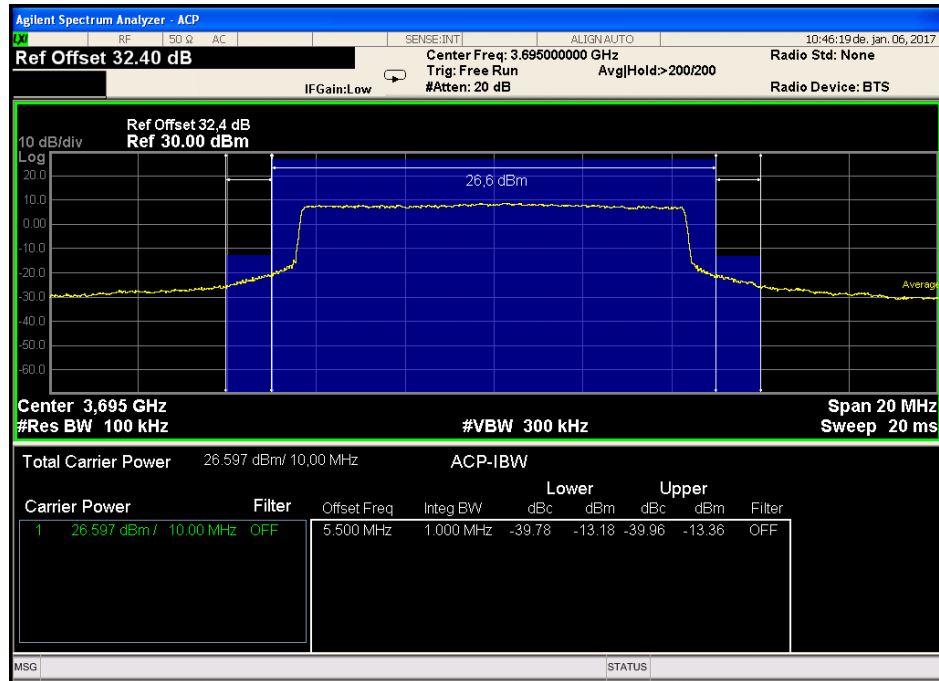 Agilent Spectrum Analyzer - ACP
LXI RF 50 Ω AC SENSE:INT ALIGN AUTO 10:46:19 de. jan. 06, 2017
Ref Offset 32.40 dB Center Freq: 3.695000000 GHz Radio Std: None
Trig: Free Run Avg|Hold:>200/200
IFGain:Low #Atten: 20 dB Radio Device: BTS
Ref Offset 32,4 dB
10 dB/div Ref 30.00 dBm
Log
20.0
26,6 dBm
10.0
0.00
-10.0
-20.0
Average
-30.0
-40.0
-50.0
-60.0
Center 3,695 GHz Span 20 MHz
#Res BW 100 kHz #VBW 300 kHz Sweep 20 ms
Total Carrier Power 26.597 dBm/ 10,00 MHz ACP-IBW
Lower Upper
Carrier Power Filter Offset Freq Integ BW dBc dBm dBc dBm Filter
1 26.597 dBm / 10.00 MHz OFF 5.500 MHz 1.000 MHz -39.78 -13.18 -39.96 -13.36 OFF
MSG STATUS